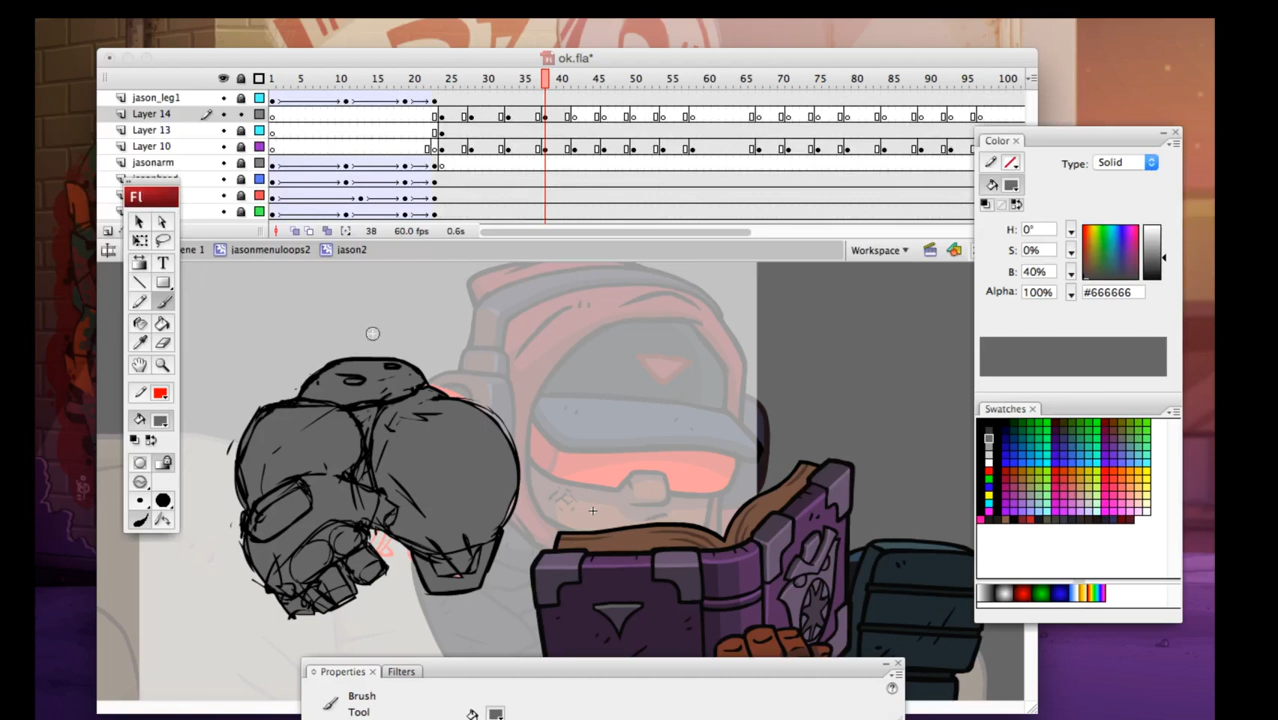 ok.fla*
1 5 10 15 20 25 30 35 40 45 50 55 60 65 70 75 80 85 90 95 100
jason_leg1
Layer 14
Layer 13
Layer 10
jasonarm
Fl
38 60.0 fps 0.6s
ene 1 jasonmenuloops2 jason2 Workspace
T
Color
Type: Solid
H: 0°
S: 0%
B: 40%
Alpha: 100% #666666
Swatches
Properties Filters
Brush
Tool